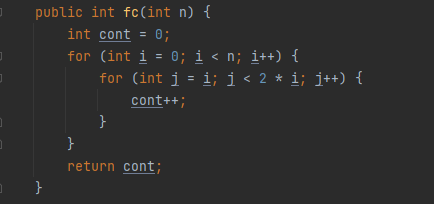 public int fc(int n) {
    int cont = 0;
    for (int i = 0; i < n; i++) {
        for (int j = i; j < 2 * i; j++) {
            cont++;
        }
    }
    return cont;
}